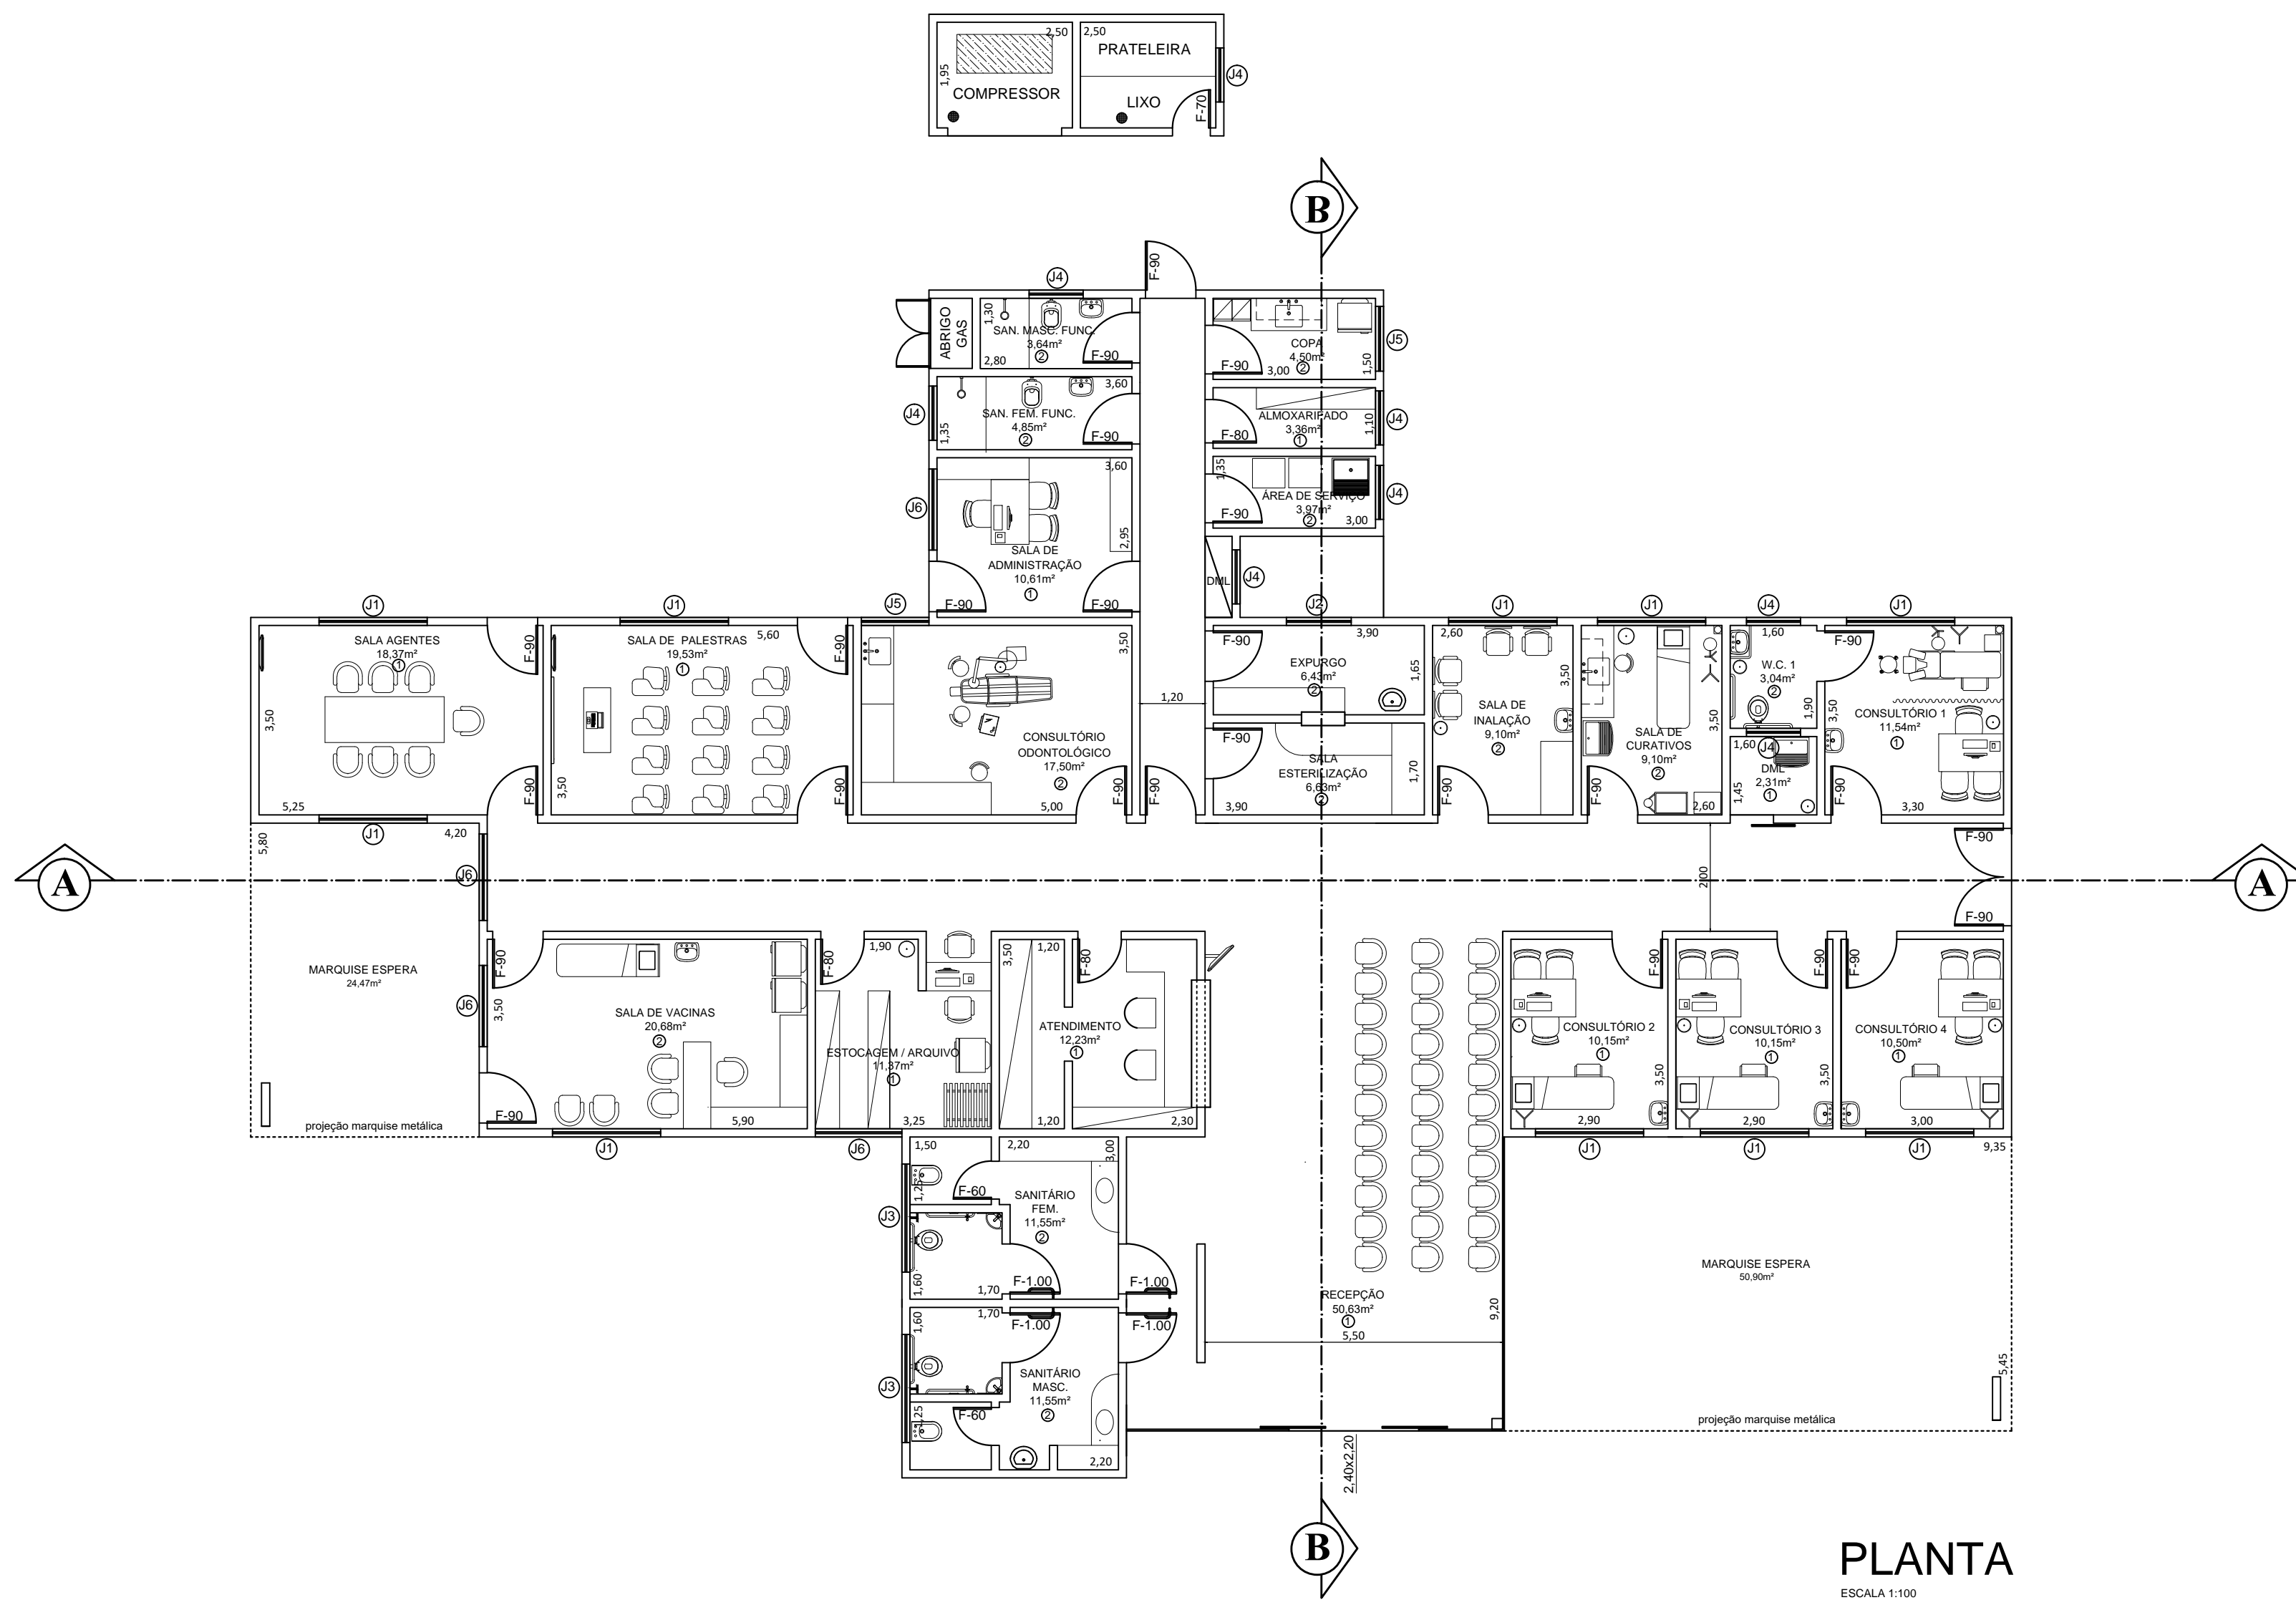 2,50
2,50
PRATELEIRA
J4
1,95
COMPRESSOR
LIXO
F-70
B
F-90
J4
ABRIGO
GAS
1,30
SAN. MASC. FUNC.
3,64m²
2
2,80
F-90
COPA
4,50m²
2
F-90
3,00
1,50
J5
3,60
J4
SAN. FEM. FUNC.
4,85m²
2
1,35
F-90
ALMOXARIFADO
3,36m²
1
F-80
1,10
J4
3,60
J6
2,95
SALA DE
ADMINISTRAÇÃO
10,61m²
1
F-90
F-90
1,35
ÁREA DE SERVIÇO
3,97m²
2
F-90
3,00
J4
DML
J4
J1
SALA AGENTES
18,37m²
1
F-90
3,50
5,25
F-90
J1
J1
SALA DE PALESTRAS
19,53m²
1
5,60
F-90
3,50
F-90
J5
3,50
CONSULTÓRIO
ODONTOLÓGICO
17,50m²
2
5,00
F-90
1,20
F-90
J2
F-90
3,90
EXPURGO
6,43m²
2
1,65
F-90
SALA
ESTERILIZAÇÃO
6,63m²
2
1,70
3,90
J1
2,60
3,50
SALA DE
INALAÇÃO
9,10m²
2
F-90
J1
3,50
SALA DE
CURATIVOS
9,10m²
2
F-90
2,60
J4
1,60
W.C. 1
3,04m²
2
1,90
F-90
J4
1,60
DML
2,31m²
1
1,45
J1
3,50
CONSULTÓRIO 1
11,54m²
1
F-90
3,30
5,80
4,20
J6
A
A
2,00
F-90
F-90
MARQUISE ESPERA
24,47m²
J6
projeção marquise metálica
F-90
3,50
SALA DE VACINAS
20,68m²
2
F-90
5,90
J1
F-80
1,90
ESTOCAGEM / ARQUIVO
11,37m²
1
3,25
J6
3,50
1,20
F-80
ATENDIMENTO
12,23m²
1
1,20
2,30
F-90
CONSULTÓRIO 2
10,15m²
1
3,50
2,90
J1
F-90
CONSULTÓRIO 3
10,15m²
1
3,50
2,90
J1
F-90
CONSULTÓRIO 4
10,50m²
1
3,00
J1
9,35
1,50
2,20
3,00
1,25
F-60
SANITÁRIO
FEM.
11,55m²
2
J3
1,60
1,70
F-1.00
F-1.00
1,60
1,70
F-1.00
F-1.00
SANITÁRIO
MASC.
11,55m²
2
J3
1,25
F-60
2,20
RECEPÇÃO
50,63m²
1
5,50
9,20
MARQUISE ESPERA
50,90m²
5,45
projeção marquise metálica
2,40x2,20
B
PLANTA
ESCALA 1:100